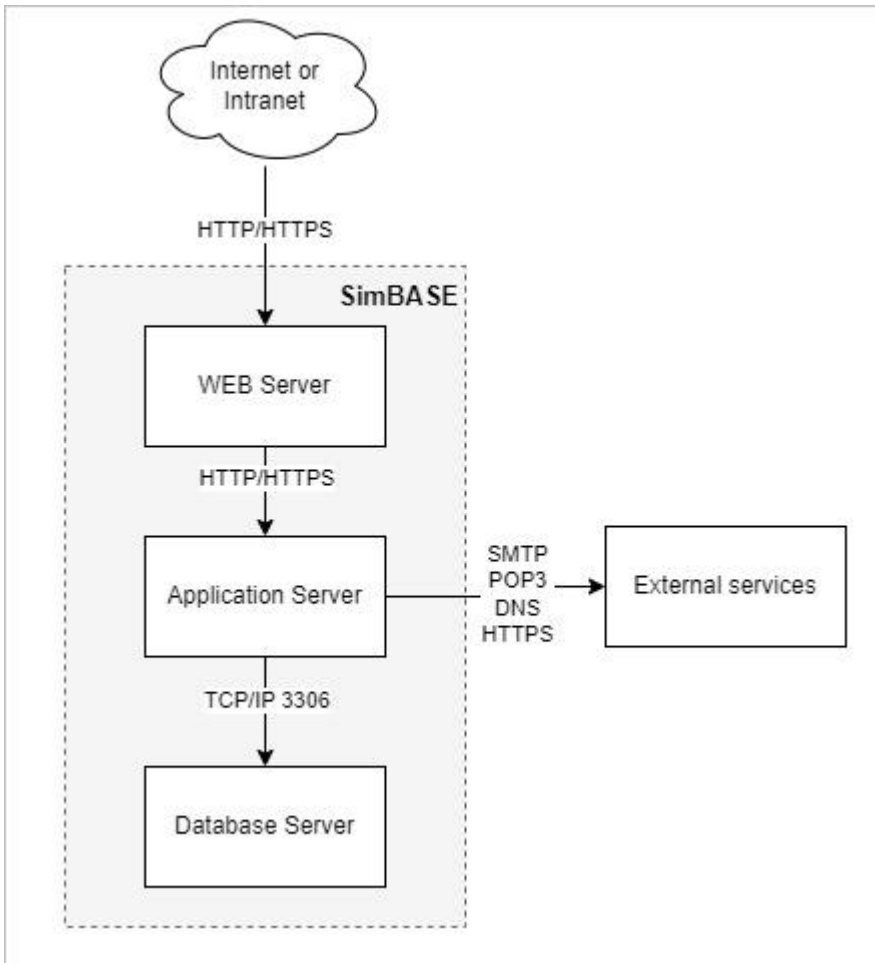 Internet or
Intranet
HTTP/HTTPS
SimBASE
WEB Server
HTTP/HTTPS
Application Server
SMTP
POP3
DNS
HTTPS
External services
TCP/IP 3306
Database Server